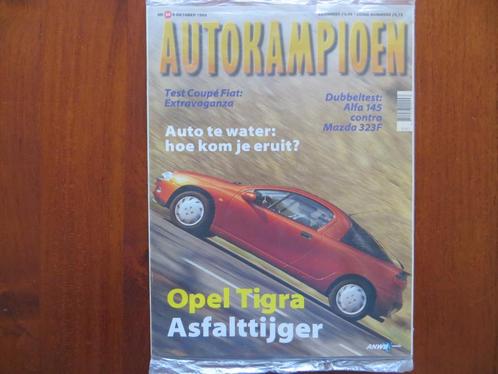 AUTOKAMPIOEN
Test Coupé Fiat:
Extravaganza
Dubbeltest:
Alfa 145
contra
Mazda 323F
Auto te water:
hoe kom je eruit?
Opel Tigra
Asfalttijger
ANWB